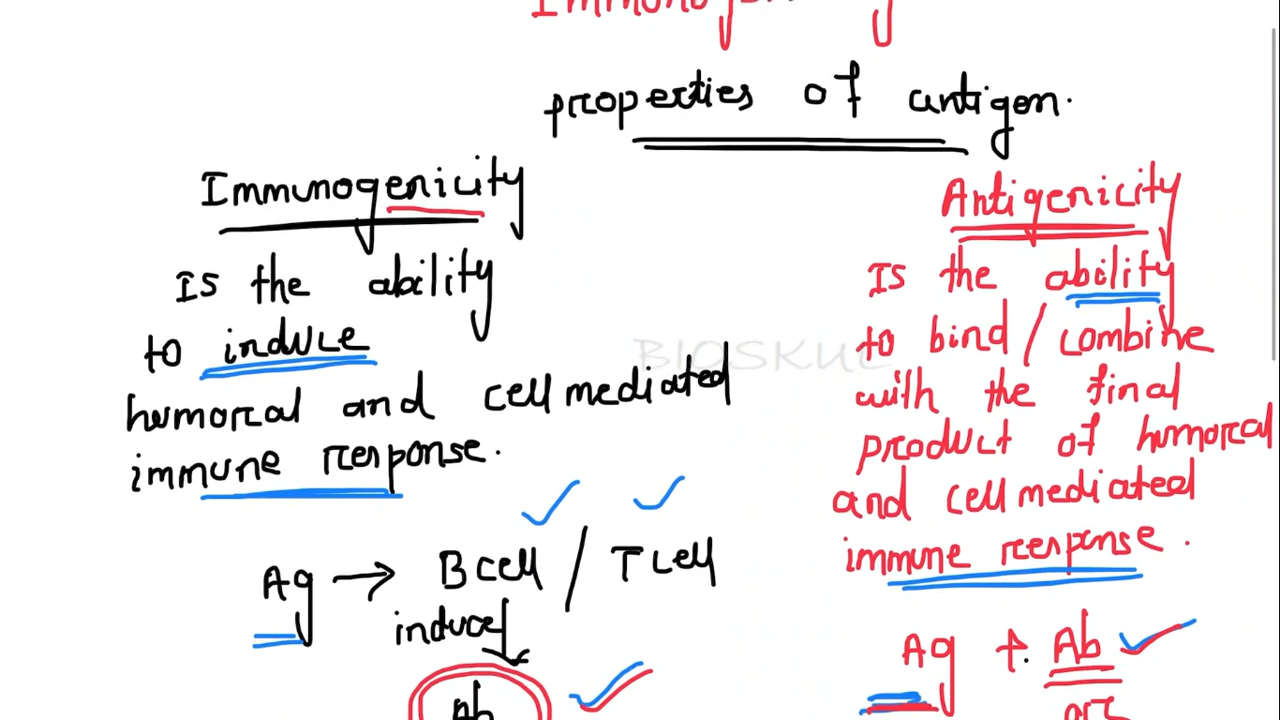 properties of antigen.
Immunogenicity
Is the ability
to induce
humoral and cell mediated
immune response.
Ag → B cell / T cell
induce
Ab
Antigenicity
Is the ability
to bind / combine
with the final
product of humoral
and cell mediated
immune response.
Ag + Ab
BIOSKUL